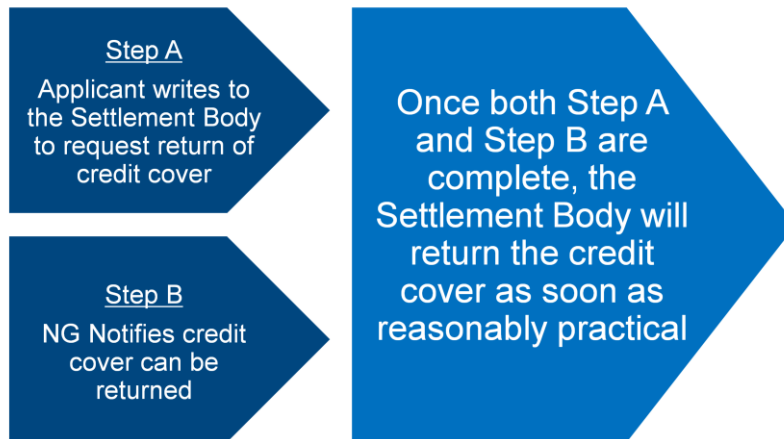 Step A
Applicant writes to
the Settlement Body
to request return of
credit cover
Step B
NG Notifies credit
cover can be
returned
Once both Step A
and Step B are
complete, the
Settlement Body will
return the credit
cover as soon as
reasonably practical